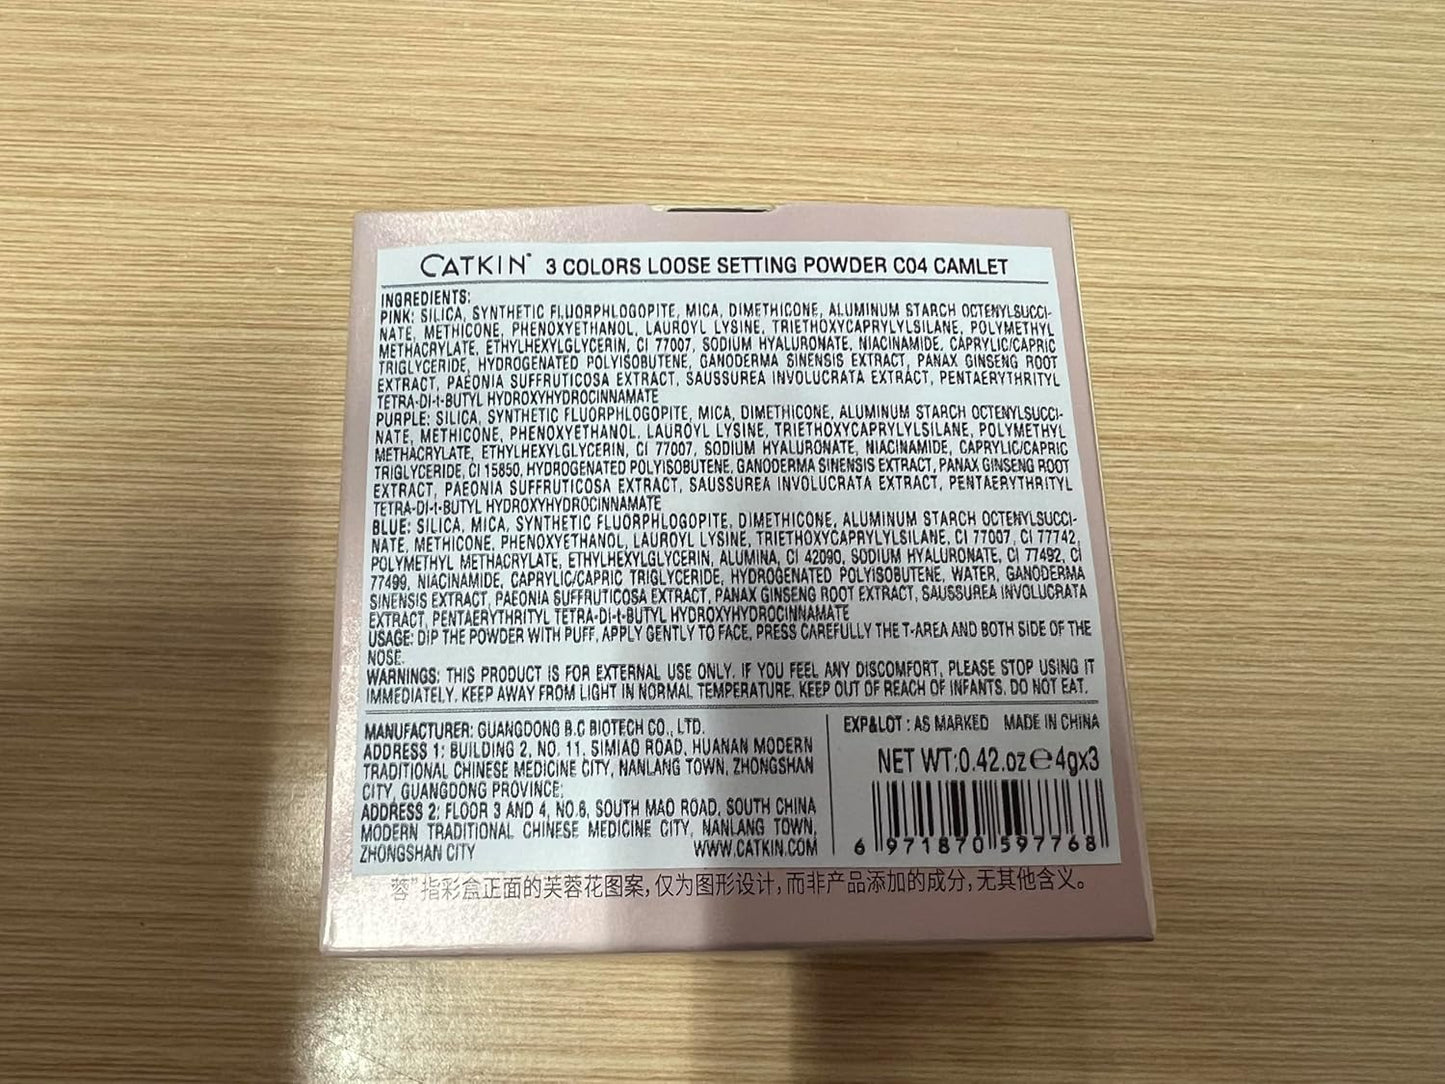 CATKIN 3 COLORS LOOSE SETTING POWDER C04 CAMLET
INGREDIENTS:
PINK: SILICA, SYNTHETIC FLUORPHLOGOPITE, MICA, DIMETHICONE, ALUMINUM STARCH OCTENYLSUCCI-
NATE, METHICONE, PHENOXYETHANOL, LAUROYL LYSINE, TRIETHOXYCAPRYLYLSILANE, POLYMETHYL
METHACRYLATE, ETHYLHEXYLGLYCERIN, CI 77007, SODIUM HYALURONATE, NIACINAMIDE, CAPRYLIC/CAPRIC
TRIGLYCERIDE, HYDROGENATED POLYISOBUTENE, GANODERMA SINENSIS EXTRACT, PANAX GINSENG ROOT
EXTRACT, PAEONIA SUFFRUTICOSA EXTRACT, SAUSSUREA INVOLUCRATA EXTRACT, PENTAERYTHRITYL
TETRA-DI-t-BUTYL HYDROXYHYDROCINNAMATE
PURPLE: SILICA, SYNTHETIC FLUORPHLOGOPITE, MICA, DIMETHICONE, ALUMINUM STARCH OCTENYLSUCCI-
NATE, METHICONE, PHENOXYETHANOL, LAUROYL LYSINE, TRIETHOXYCAPRYLYLSILANE, POLYMETHYL
METHACRYLATE, ETHYLHEXYLGLYCERIN, CI 77007, SODIUM HYALURONATE, NIACINAMIDE, CAPRYLIC/CAPRIC
TRIGLYCERIDE, CI 15850, HYDROGENATED POLYISOBUTENE, GANODERMA SINENSIS EXTRACT, PANAX GINSENG ROOT
EXTRACT, PAEONIA SUFFRUTICOSA EXTRACT, SAUSSUREA INVOLUCRATA EXTRACT, PENTAERYTHRITYL
TETRA-DI-t-BUTYL HYDROXYHYDROCINNAMATE
BLUE: SILICA, MICA, SYNTHETIC FLUORPHLOGOPITE, DIMETHICONE, ALUMINUM STARCH OCTENYLSUCCI-
NATE, METHICONE, PHENOXYETHANOL, LAUROYL LYSINE, TRIETHOXYCAPRYLYLSILANE, CI 77007, CI 77742,
POLYMETHYL METHACRYLATE, ETHYLHEXYLGLYCERIN, ALUMINA, CI 42090, SODIUM HYALURONATE, CI 77492, CI
77499, NIACINAMIDE, CAPRYLIC/CAPRIC TRIGLYCERIDE, HYDROGENATED POLYISOBUTENE, WATER, GANODERMA
SINENSIS EXTRACT, PAEONIA SUFFRUTICOSA EXTRACT, PANAX GINSENG ROOT EXTRACT, SAUSSUREA INVOLUCRATA
EXTRACT, PENTAERYTHRITYL TETRA-DI-t-BUTYL HYDROXYHYDROCINNAMATE
USAGE: DIP THE POWDER WITH PUFF, APPLY GENTLY TO FACE, PRESS CAREFULLY THE T-AREA AND BOTH SIDE OF THE
NOSE.
WARNINGS: THIS PRODUCT IS FOR EXTERNAL USE ONLY. IF YOU FEEL ANY DISCOMFORT, PLEASE STOP USING IT
IMMEDIATELY. KEEP AWAY FROM LIGHT IN NORMAL TEMPERATURE. KEEP OUT OF REACH OF INFANTS. DO NOT EAT.
MANUFACTURER: GUANGDONG B.C BIOTECH CO., LTD.
ADDRESS 1: BUILDING 2, NO. 11, SIMIAO ROAD, HUANAN MODERN
TRADITIONAL CHINESE MEDICINE CITY, NANLANG TOWN, ZHONGSHAN
CITY, GUANGDONG PROVINCE;
ADDRESS 2: FLOOR 3 AND 4, NO.6, SOUTH MAO ROAD, SOUTH CHINA
MODERN TRADITIONAL CHINESE MEDICINE CITY, NANLANG TOWN,
ZHONGSHAN CITY WWW.CATKIN.COM
EXP&LOT : AS MARKED MADE IN CHINA
NET WT:0.42.oz℮4gx3
6 971870 597768
蓉”指彩盒正面的芙蓉花图案,仅为图形设计,而非产品添加的成分,无其他含义。